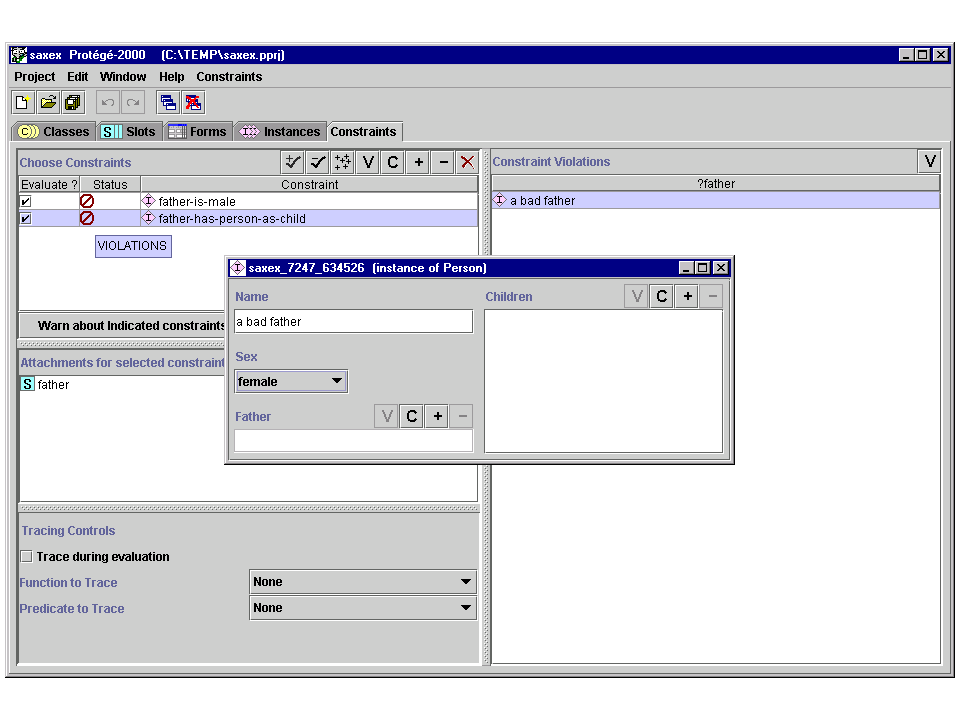 saxex Protégé-2000 (C:\TEMP\saxex.pprj)
Project Edit Window Help Constraints
C Classes S Slots Forms I Instances Constraints
Choose Constraints V C + − Constraint Violations V
Evaluate ? Status Constraint ?father
I father-is-male I a bad father
I father-has-person-as-child
VIOLATIONS
I saxex_7247_634526 (instance of Person)
Name Children V C + −
Warn about Indicated constraints a bad father
Attachments for selected constraint Sex
S father female
Father V C + −
Tracing Controls
Trace during evaluation
Function to Trace None
Predicate to Trace None